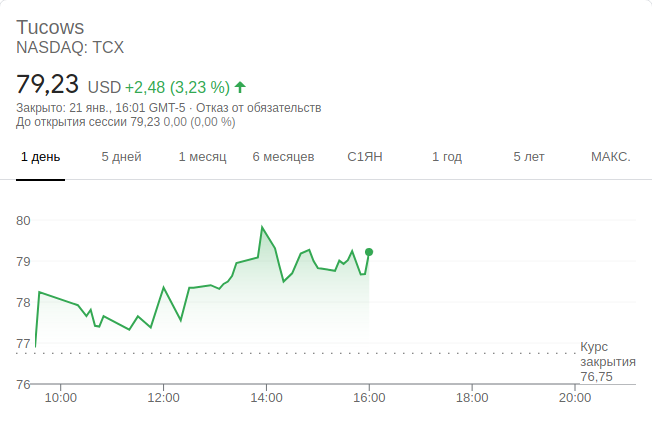 Tucows
NASDAQ: TCX
79,23 USD +2,48 (3,23 %)
Закрыто: 21 янв., 16:01 GMT-5 · Отказ от обязательств
До открытия сессии 79,23 0,00 (0,00 %)
1 день 5 дней 1 месяц 6 месяцев С1ЯН 1 год 5 лет МАКС.
80
79
78
77
Курс
закрытия
76,75
76
10:00 12:00 14:00 16:00 18:00 20:00